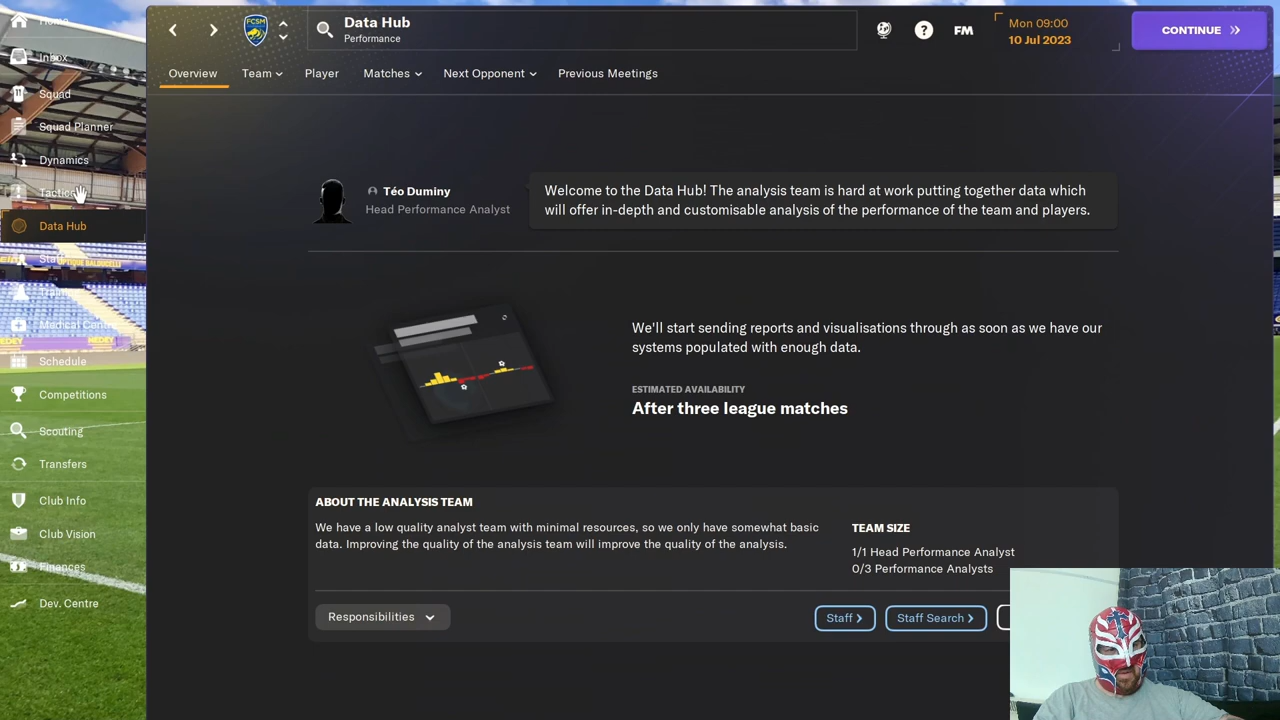 Home
Inbox
Squad
Squad Planner
Dynamics
Tactics
Data Hub
Staff
Medical Centre
Schedule
Competitions
Scouting
Transfers
Club Info
Club Vision
Finances
Dev. Centre
FCSM
Data Hub
Performance
?
FM
Mon 09:00
10 Jul 2023
CONTINUE
Overview
Team
Player
Matches
Next Opponent
Previous Meetings
Téo Duminy
Head Performance Analyst
Welcome to the Data Hub! The analysis team is hard at work putting together data which
will offer in-depth and customisable analysis of the performance of the team and players.
We'll start sending reports and visualisations through as soon as we have our
systems populated with enough data.
ESTIMATED AVAILABILITY
After three league matches
ABOUT THE ANALYSIS TEAM
We have a low quality analyst team with minimal resources, so we only have somewhat basic
data. Improving the quality of the analysis team will improve the quality of the analysis.
TEAM SIZE
1/1 Head Performance Analyst
0/3 Performance Analysts
Responsibilities
Staff
Staff Search